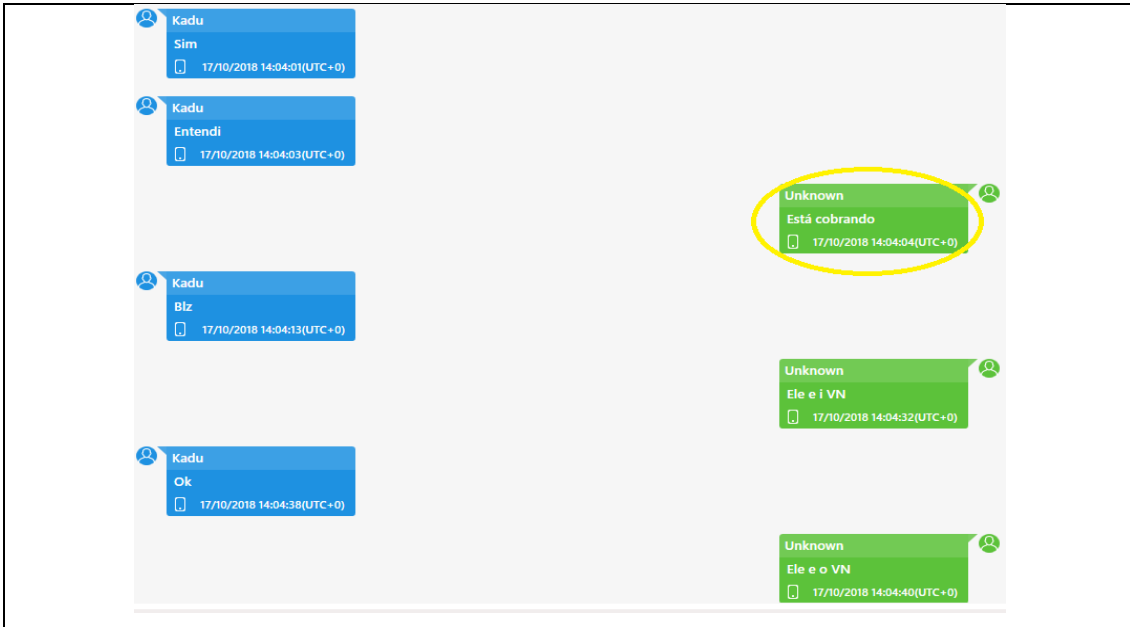 Kadu
Sim
17/10/2018 14:04:01(UTC+0)
Kadu
Entendi
17/10/2018 14:04:03(UTC+0)
Unknown
Está cobrando
17/10/2018 14:04:04(UTC+0)
Kadu
Blz
17/10/2018 14:04:13(UTC+0)
Unknown
Ele e i VN
17/10/2018 14:04:32(UTC+0)
Kadu
Ok
17/10/2018 14:04:38(UTC+0)
Unknown
Ele e o VN
17/10/2018 14:04:40(UTC+0)